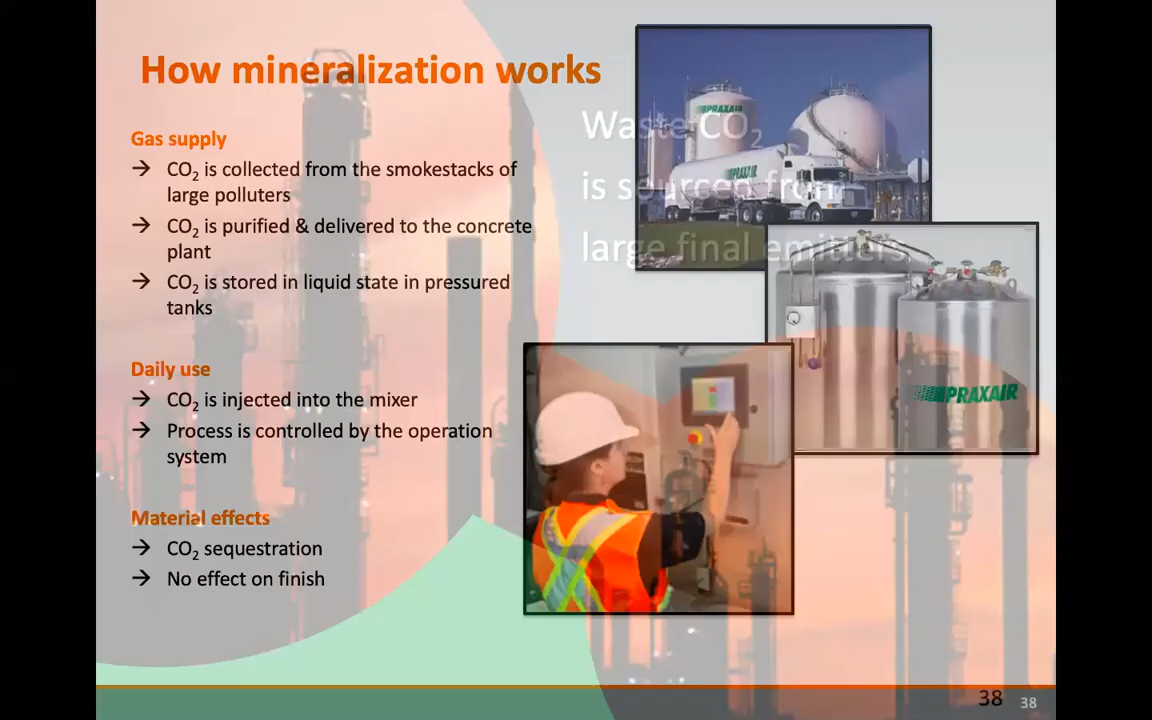 How mineralization works
Gas supply
→ CO₂ is collected from the smokestacks of
large polluters
→ CO₂ is purified & delivered to the concrete
plant
→ CO₂ is stored in liquid state in pressured
tanks
Daily use
→ CO₂ is injected into the mixer
→ Process is controlled by the operation
system
Material effects
→ CO₂ sequestration
→ No effect on finish
Waste CO₂
is sourced from
large final emitters
PRAXAIR
PRAXAIR
PRAXAIR
38
38